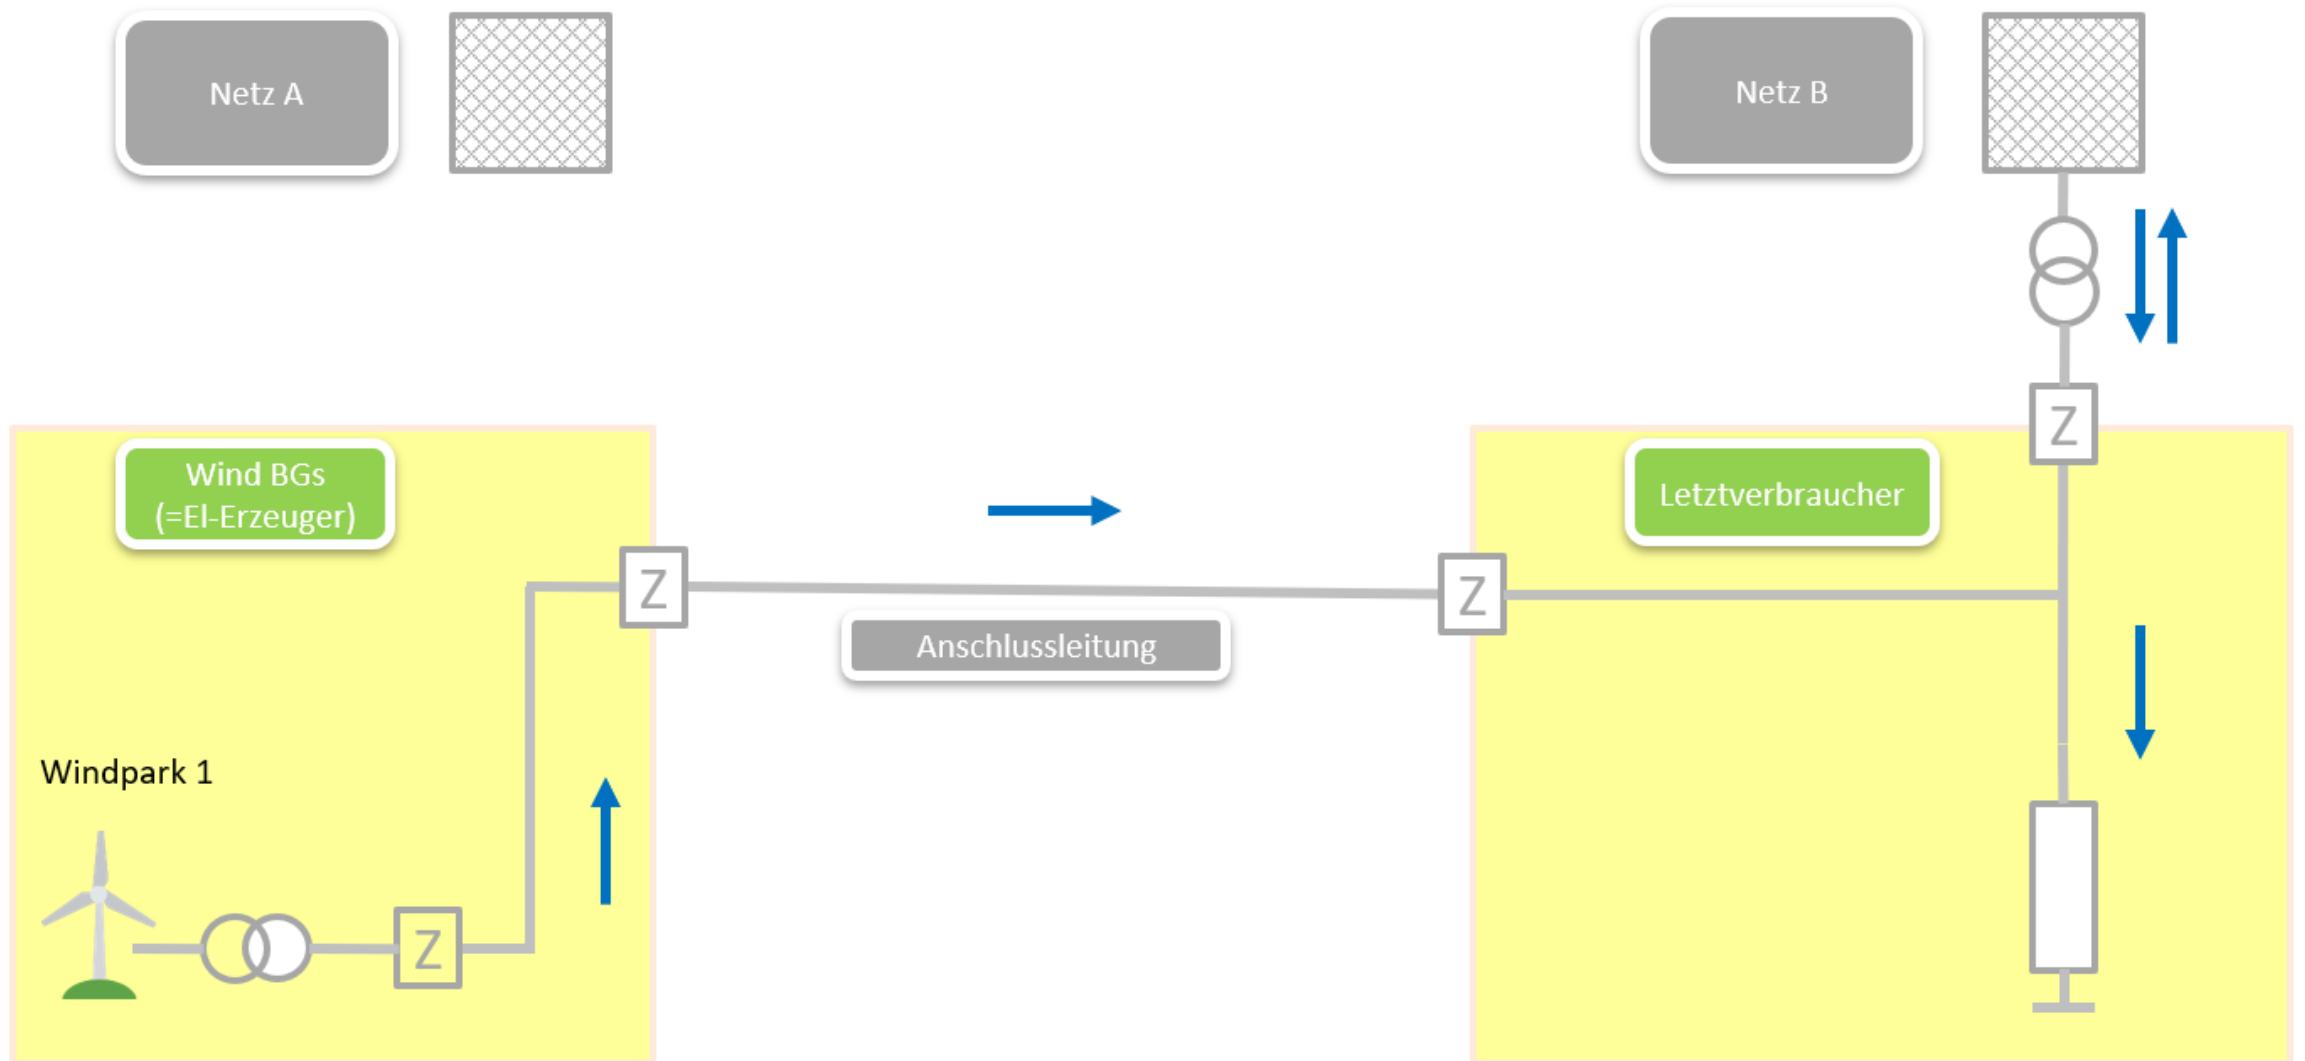 Netz A
Netz B
Wind BGs
(=El-Erzeuger)
Letztverbraucher
Z
Z
Z
Anschlussleitung
Windpark 1
Z